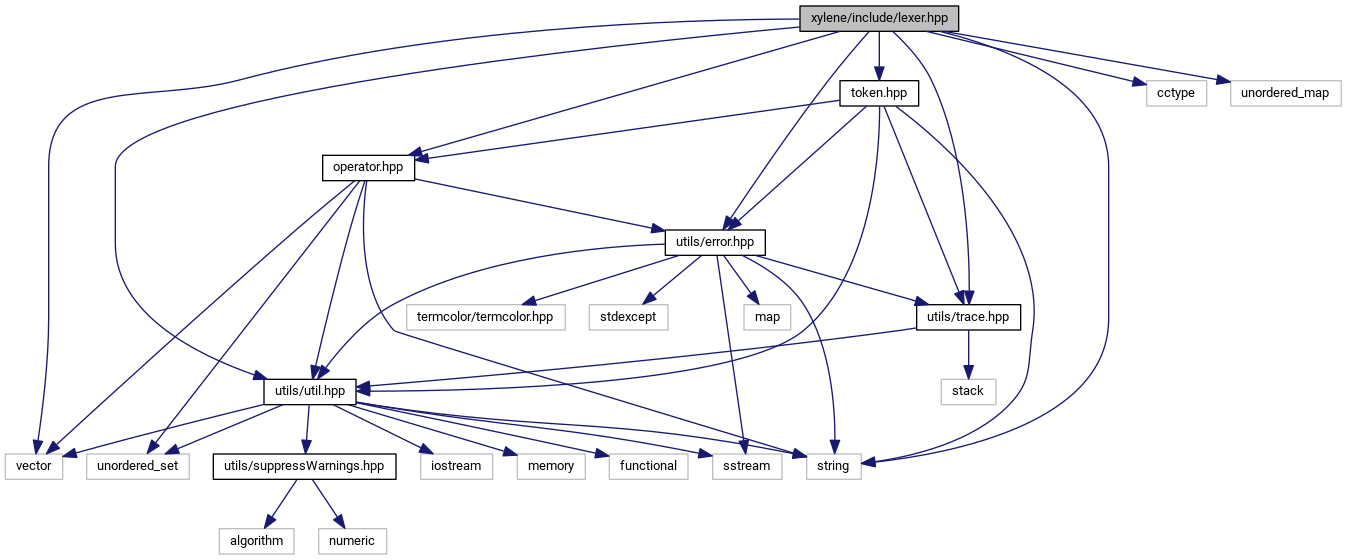 xylene/include/lexer.hpp
token.hpp
cctype
unordered_map
operator.hpp
utils/error.hpp
termcolor/termcolor.hpp
stdexcept
map
utils/trace.hpp
utils/util.hpp
stack
vector
unordered_set
utils/suppressWarnings.hpp
iostream
memory
functional
sstream
string
algorithm
numeric